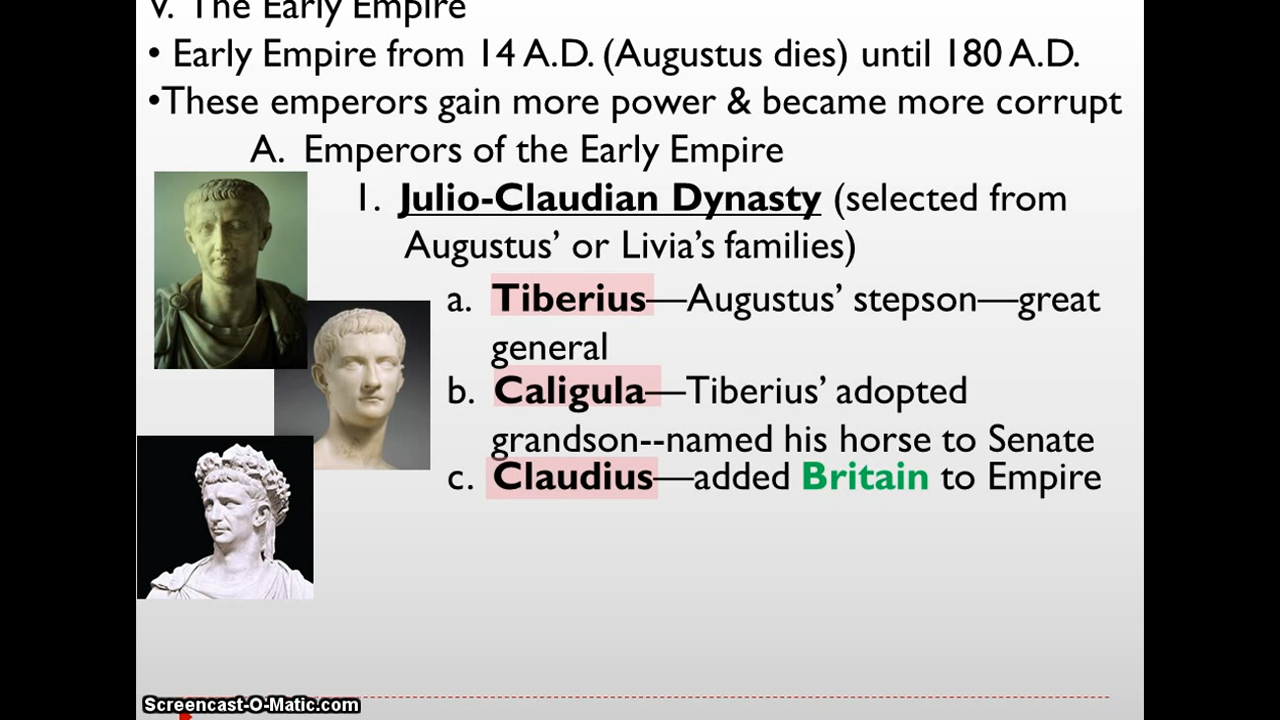 V. The Early Empire
• Early Empire from 14 A.D. (Augustus dies) until 180 A.D.
•These emperors gain more power & became more corrupt
A. Emperors of the Early Empire
1. Julio-Claudian Dynasty (selected from
Augustus’ or Livia’s families)
a. Tiberius—Augustus’ stepson—great
general
b. Caligula—Tiberius’ adopted
grandson--named his horse to Senate
c. Claudius—added Britain to Empire
Screencast-O-Matic.com